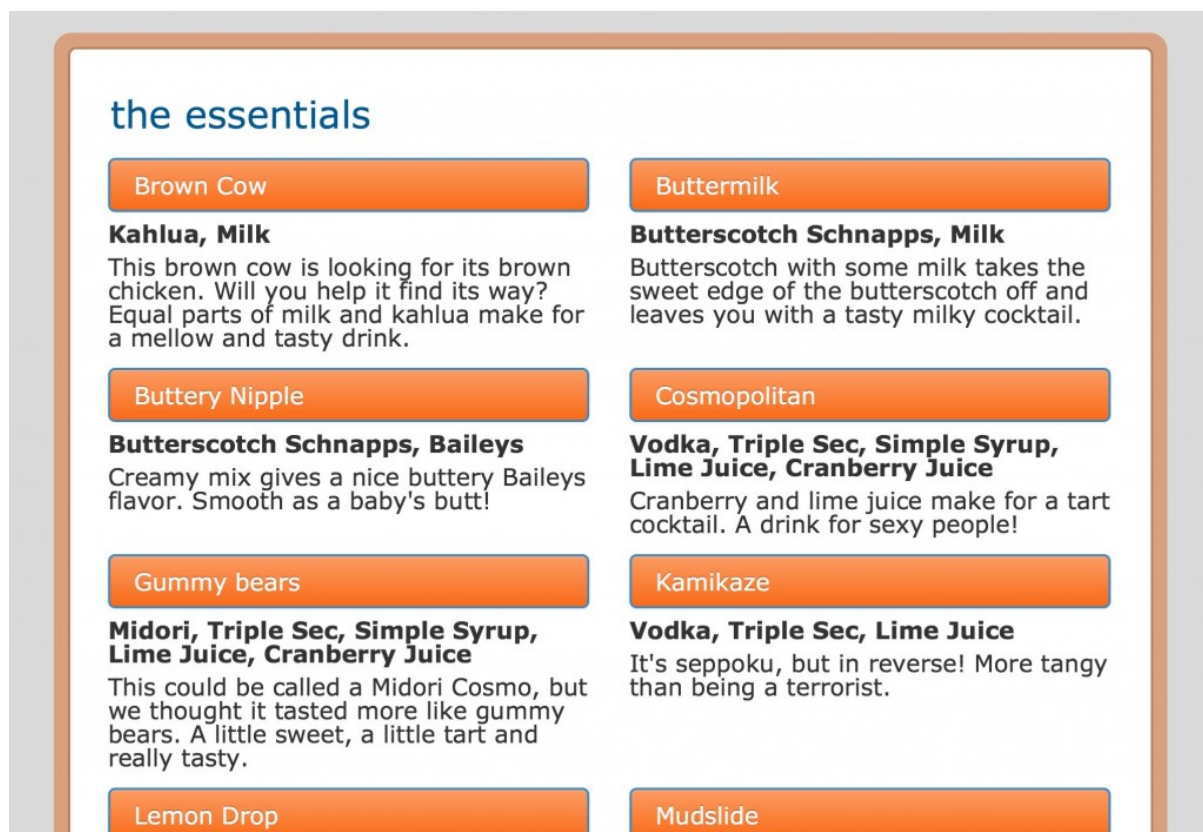 the essentials
Brown Cow
Kahlua, Milk
This brown cow is looking for its brown
chicken. Will you help it find its way?
Equal parts of milk and kahlua make for
a mellow and tasty drink.
Buttermilk
Butterscotch Schnapps, Milk
Butterscotch with some milk takes the
sweet edge of the butterscotch off and
leaves you with a tasty milky cocktail.
Buttery Nipple
Butterscotch Schnapps, Baileys
Creamy mix gives a nice buttery Baileys
flavor. Smooth as a baby's butt!
Cosmopolitan
Vodka, Triple Sec, Simple Syrup,
Lime Juice, Cranberry Juice
Cranberry and lime juice make for a tart
cocktail. A drink for sexy people!
Gummy bears
Midori, Triple Sec, Simple Syrup,
Lime Juice, Cranberry Juice
This could be called a Midori Cosmo, but
we thought it tasted more like gummy
bears. A little sweet, a little tart and
really tasty.
Kamikaze
Vodka, Triple Sec, Lime Juice
It's seppoku, but in reverse! More tangy
than being a terrorist.
Lemon Drop
Mudslide